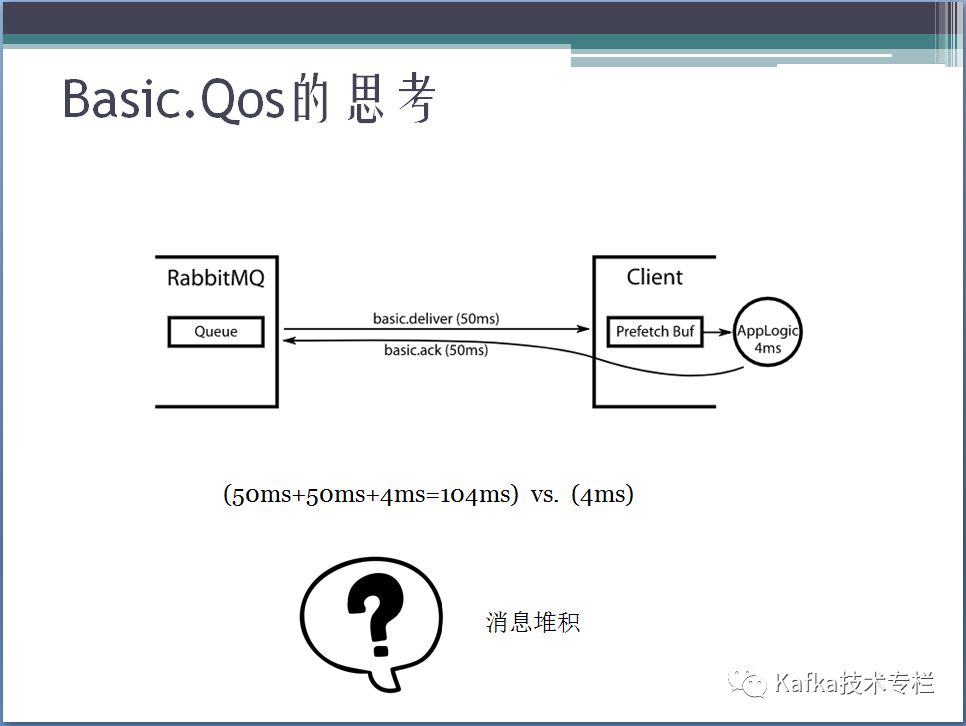 Basic.Qos的思考
RabbitMQ
Queue
basic.deliver (50ms)
basic.ack (50ms)
Client
Prefetch Buf
AppLogic
4ms
(50ms+50ms+4ms=104ms) vs. (4ms)
?
消息堆积
Kafka技术专栏